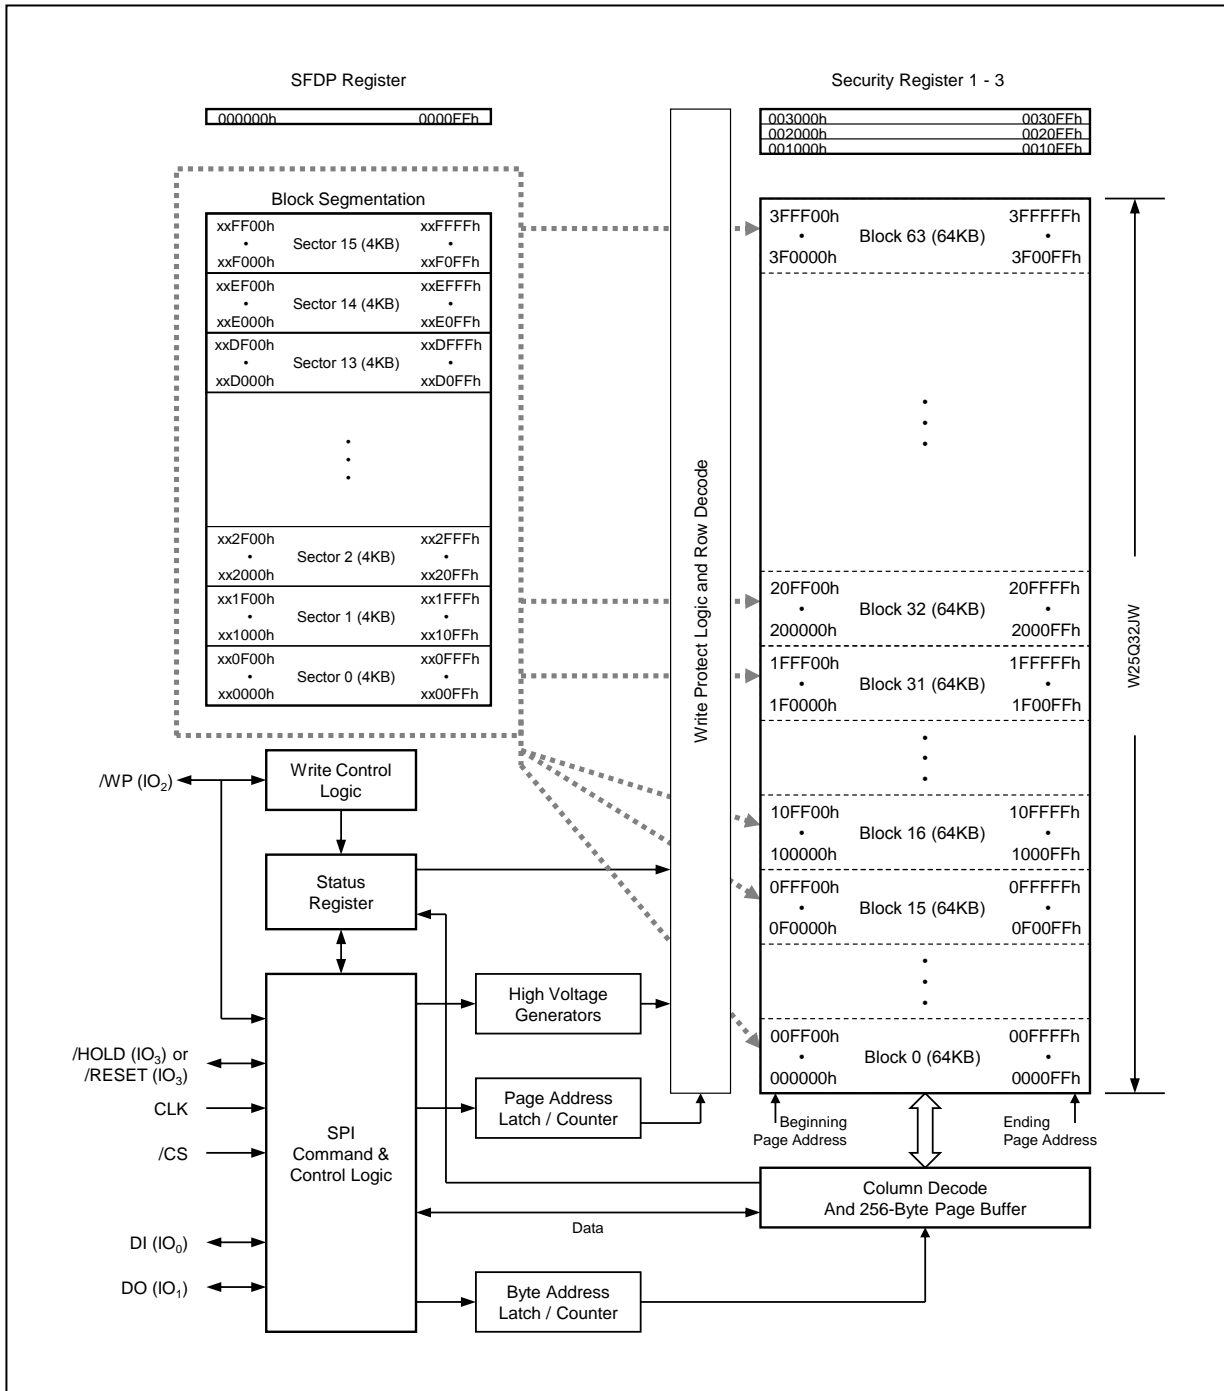 SFDP Register
000000h 0000FFh
Security Register 1 - 3
003000h 0030FFh
002000h 0020FFh
001000h 0010FFh
Block Segmentation
xxFF00h xxFFFFh
• Sector 15 (4KB) •
xxF000h xxF0FFh
xxEF00h xxEFFFh
• Sector 14 (4KB) •
xxE000h xxE0FFh
xxDF00h xxDFFFh
• Sector 13 (4KB) •
xxD000h xxD0FFh
xx2F00h xx2FFFh
• Sector 2 (4KB) •
xx2000h xx20FFh
xx1F00h xx1FFFh
• Sector 1 (4KB) •
xx1000h xx10FFh
xx0F00h xx0FFFh
• Sector 0 (4KB) •
xx0000h xx00FFh
Write Protect Logic and Row Decode
3FFF00h 3FFFFFh
• Block 63 (64KB) •
3F0000h 3F00FFh
20FF00h 20FFFFh
• Block 32 (64KB) •
200000h 2000FFh
1FFF00h 1FFFFFh
• Block 31 (64KB) •
1F0000h 1F00FFh
10FF00h 10FFFFh
• Block 16 (64KB) •
100000h 1000FFh
0FFF00h 0FFFFFh
• Block 15 (64KB) •
0F0000h 0F00FFh
00FF00h 00FFFFh
• Block 0 (64KB) •
000000h 0000FFh
W25Q32JW
Beginning
Page Address
Ending
Page Address
/WP (IO2)
Write Control
Logic
Status
Register
High Voltage
Generators
/HOLD (IO3) or
/RESET (IO3)
CLK
/CS
Page Address
Latch / Counter
SPI
Command &
Control Logic
Column Decode
And 256-Byte Page Buffer
Data
DI (IO0)
DO (IO1)
Byte Address
Latch / Counter